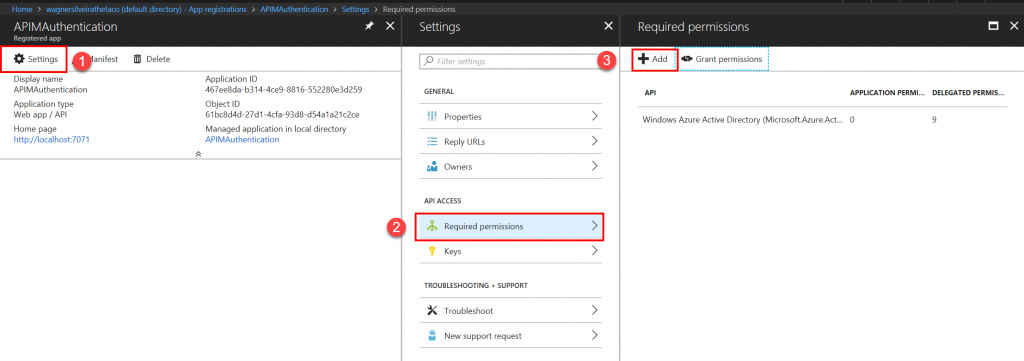 Home > wagnersilveirathetaco (default directory) - App registrations > APIMAuthentication > Settings > Required permissions
APIMAuthentication
Registered app
Settings
1
Manifest
Delete
Display name
APIMAuthentication
Application ID
467ee8da-b314-4ce9-8816-552280e3d259
Application type
Web app / API
Object ID
61bc8d4d-27d1-4cfa-93d8-d54a1a21c2ce
Home page
http://localhost:7071
Managed application in local directory
APIMAuthentication
Settings
Filter settings
GENERAL
Properties
Reply URLs
Owners
API ACCESS
2
Required permissions
Keys
TROUBLESHOOTING + SUPPORT
Troubleshoot
New support request
Required permissions
3
Add
Grant permissions
API APPLICATION PERMI... DELEGATED PERMIS...
Windows Azure Active Directory (Microsoft.Azure.Act... 0 9